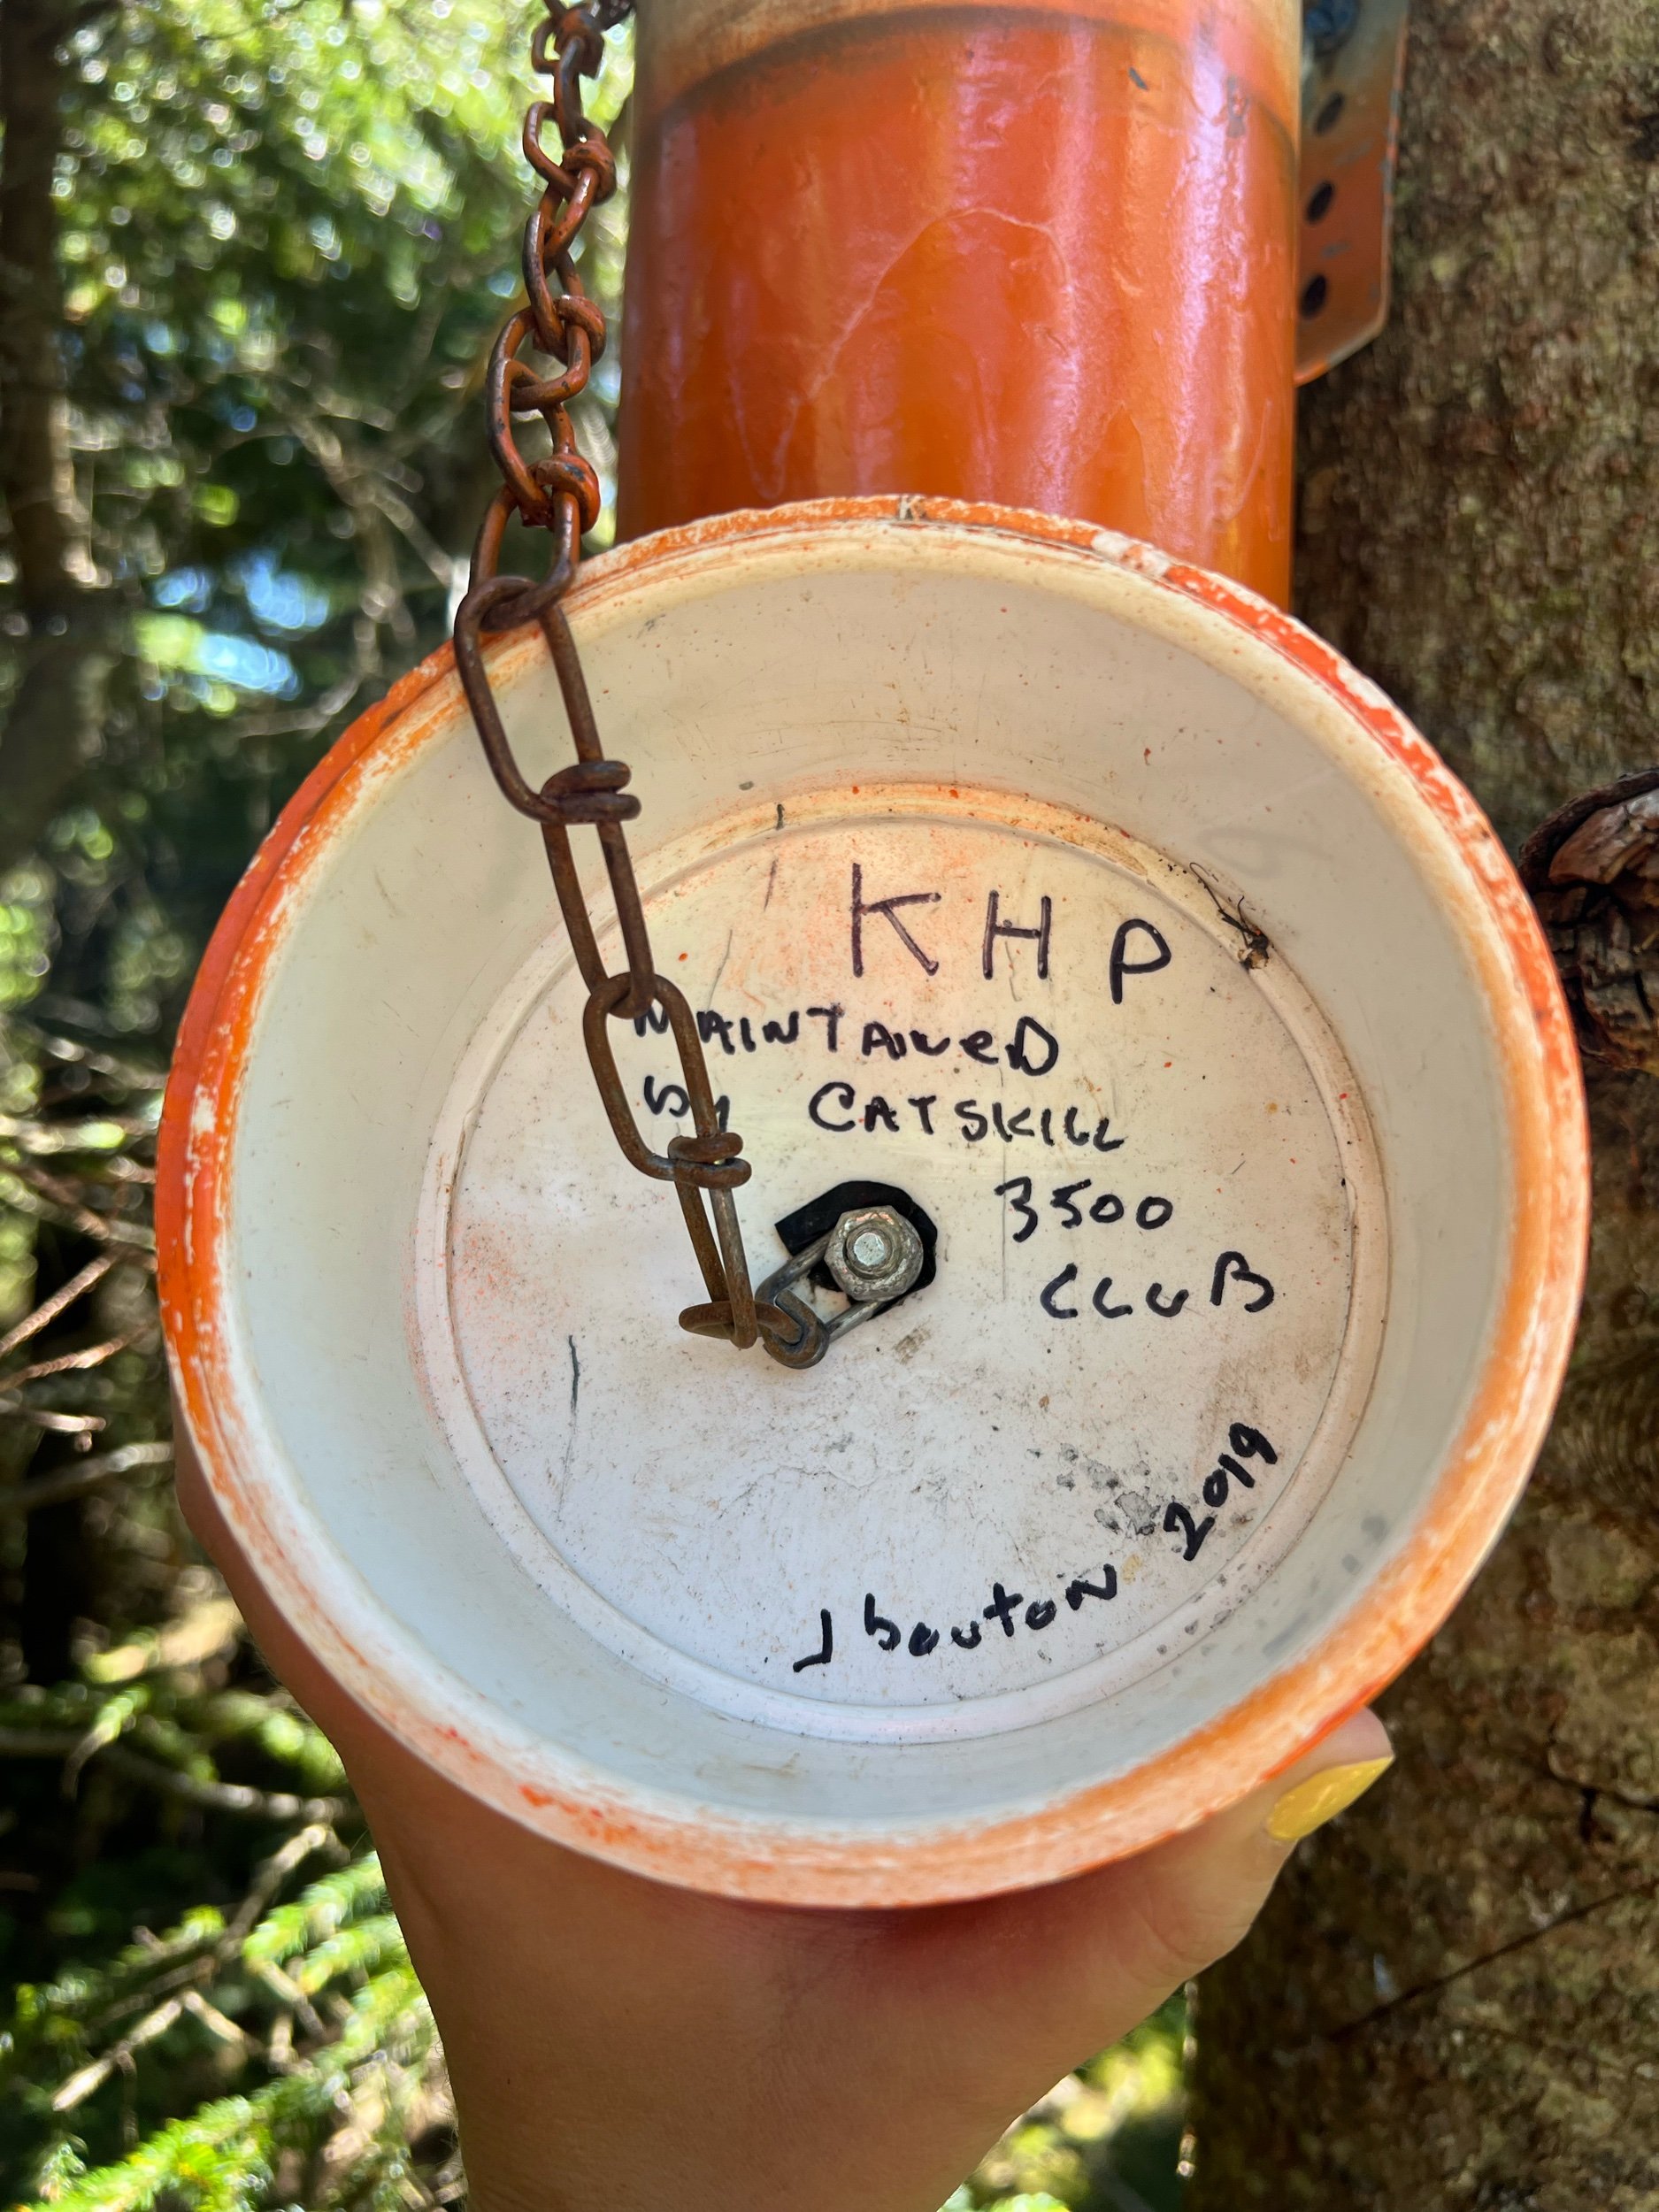 KHP
MAINTAINeD
by CATSKILL
3500
CLUB
J bouton 2019